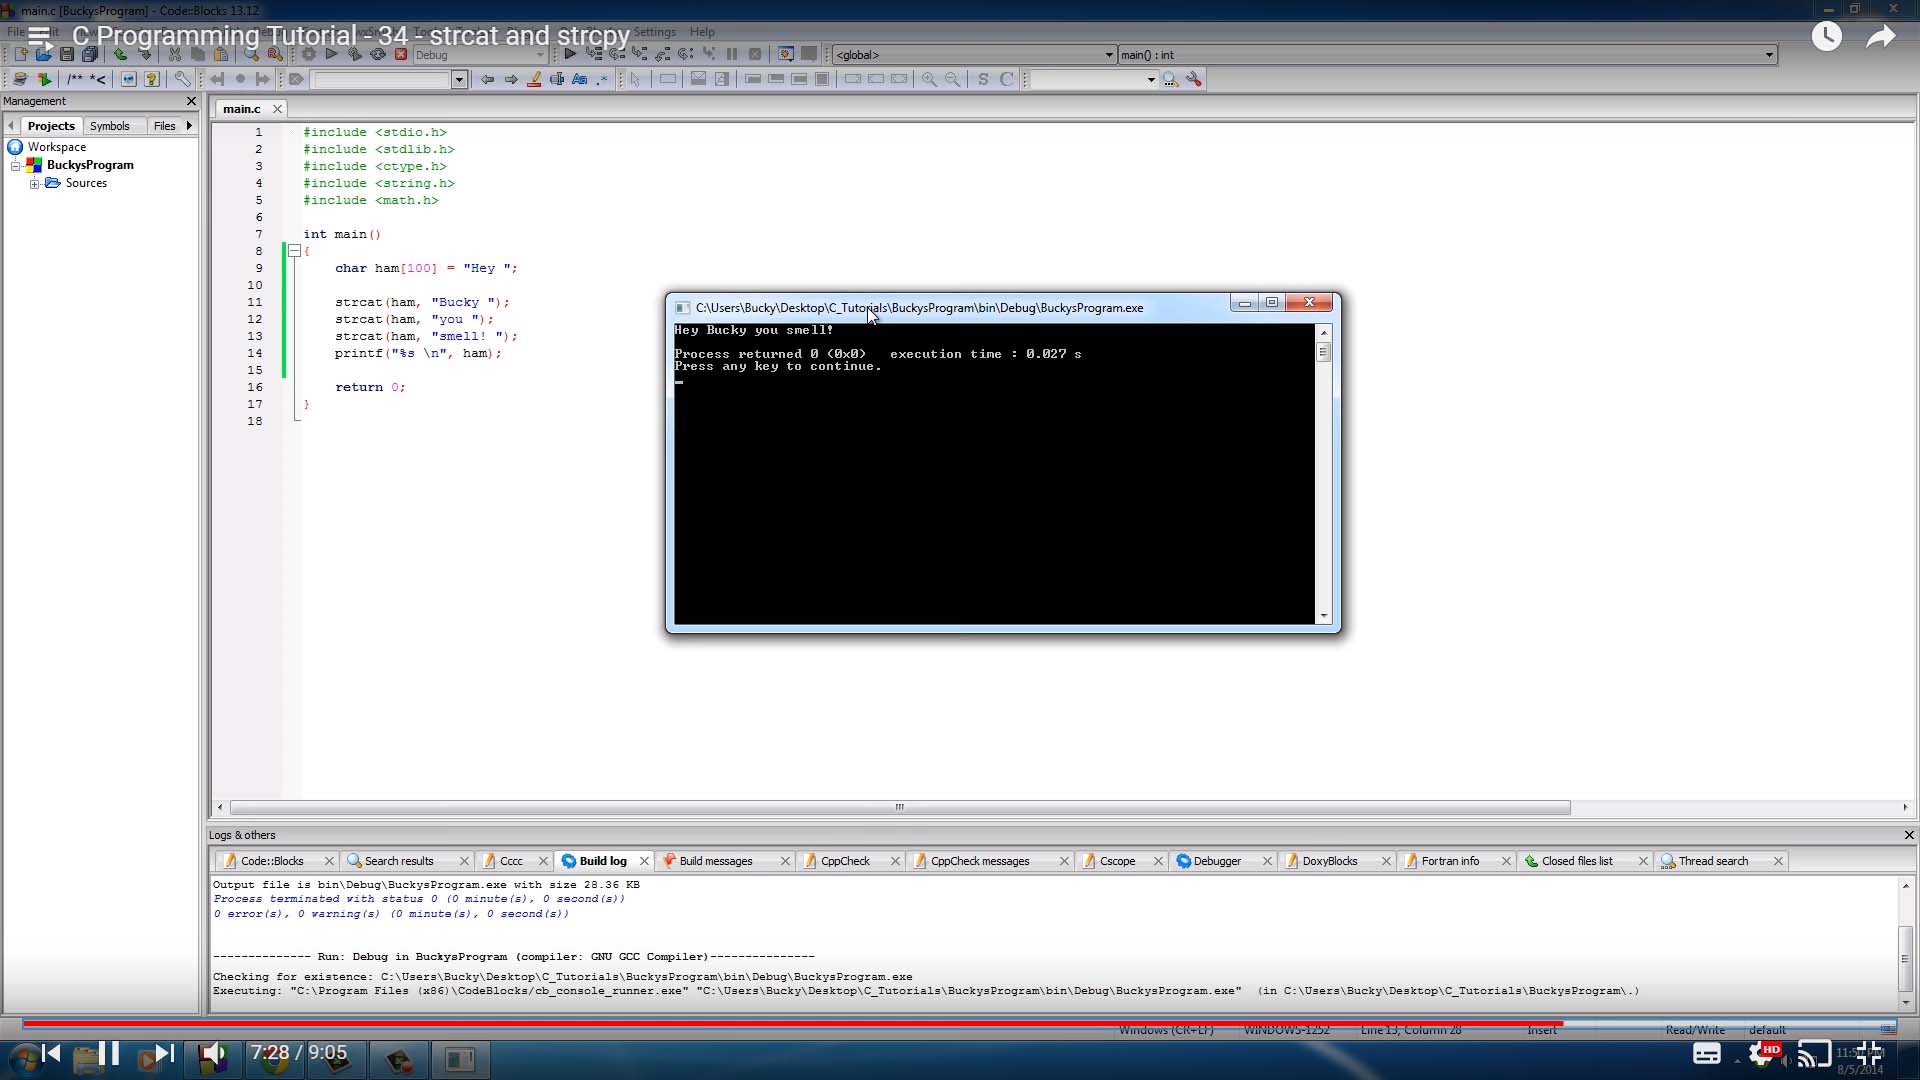 main.c [BuckysProgram] - Code::Blocks 13.12
C Programming Tutorial - 34 - strcat and strcpy
File Settings Help
Debug <global> main() : int
/** *<
Management
Projects Symbols Files
Workspace
BuckysProgram
Sources
main.c
1 #include <stdio.h>
2 #include <stdlib.h>
3 #include <ctype.h>
4 #include <string.h>
5 #include <math.h>
6
7 int main()
8 {
9 char ham[100] = "Hey ";
10
11 strcat(ham, "Bucky ");
12 strcat(ham, "you ");
13 strcat(ham, "smell! ");
14 printf("%s \n", ham);
15
16 return 0;
17 }
18
C:\Users\Bucky\Desktop\C_Tutorials\BuckysProgram\bin\Debug\BuckysProgram.exe
Hey Bucky you smell!
Process returned 0 (0x0) execution time : 0.027 s
Press any key to continue.
Logs & others
Code::Blocks Search results Cccc Build log Build messages CppCheck CppCheck messages Cscope Debugger DoxyBlocks Fortran info Closed files list Thread search
Output file is bin\Debug\BuckysProgram.exe with size 28.36 KB
Process terminated with status 0 (0 minute(s), 0 second(s))
0 error(s), 0 warning(s) (0 minute(s), 0 second(s))
-------------- Run: Debug in BuckysProgram (compiler: GNU GCC Compiler)---------------
Checking for existence: C:\Users\Bucky\Desktop\C_Tutorials\BuckysProgram\bin\Debug\BuckysProgram.exe
Executing: "C:\Program Files (x86)\CodeBlocks/cb_console_runner.exe" "C:\Users\Bucky\Desktop\C_Tutorials\BuckysProgram\bin\Debug\BuckysProgram.exe" (in C:\Users\Bucky\Desktop\C_Tutorials\BuckysProgram\.)
Windows (CR+LF) WINDOWS-1252 Line 13, Column 28 Insert Read/Write default
7:28 / 9:05
HD
8/5/2014